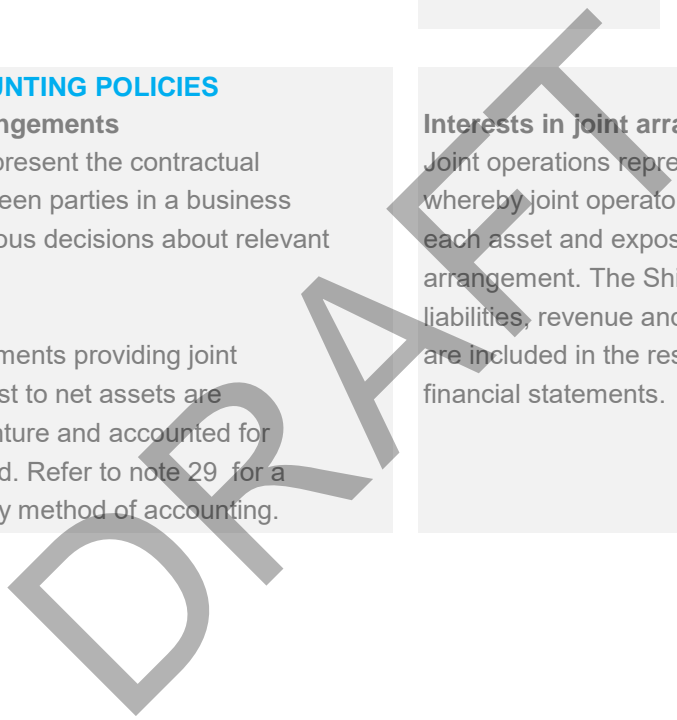 UNTING POLICIES
ngements
present the contractual
een parties in a business
ous decisions about relevant
ments providing joint
st to net assets are
nture and accounted for
d. Refer to note 29 for a
y method of accounting.
Interests in joint arra
Joint operations repre
whereby joint operato
each asset and expos
arrangement. The Shi
liabilities, revenue and
are included in the res
financial statements.
DRAFT